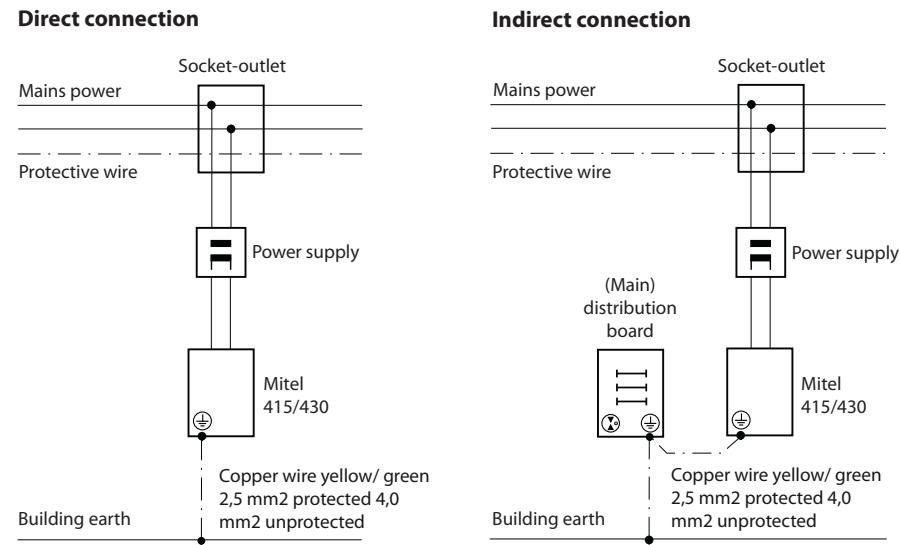 Direct connection
Socket-outlet
Mains power
Protective wire
Power supply
Mitel
415/430
Copper wire yellow/ green
2,5 mm2 protected 4,0
mm2 unprotected
Building earth
Indirect connection
Socket-outlet
Mains power
Protective wire
Power supply
(Main)
distribution
board
Mitel
415/430
Copper wire yellow/ green
2,5 mm2 protected 4,0
mm2 unprotected
Building earth